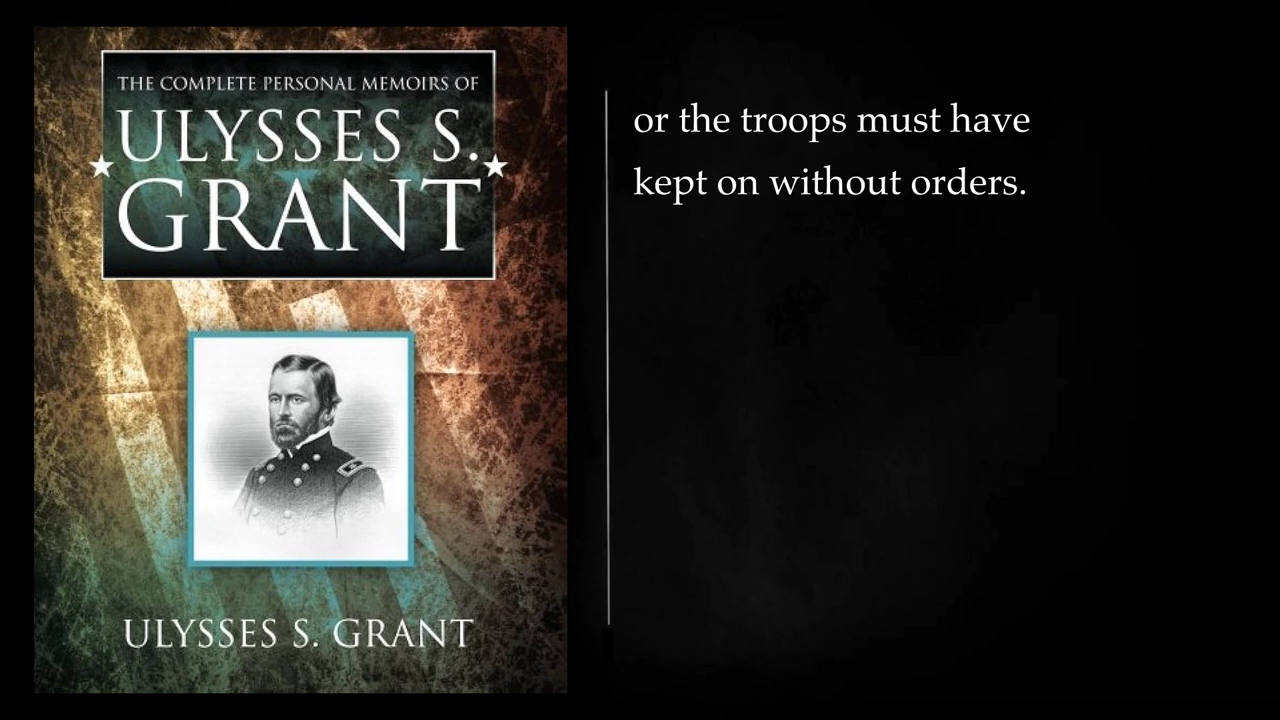 THE COMPLETE PERSONAL MEMOIRS OF
ULYSSES S.
GRANT
ULYSSES S. GRANT
or the troops must have
kept on without orders.